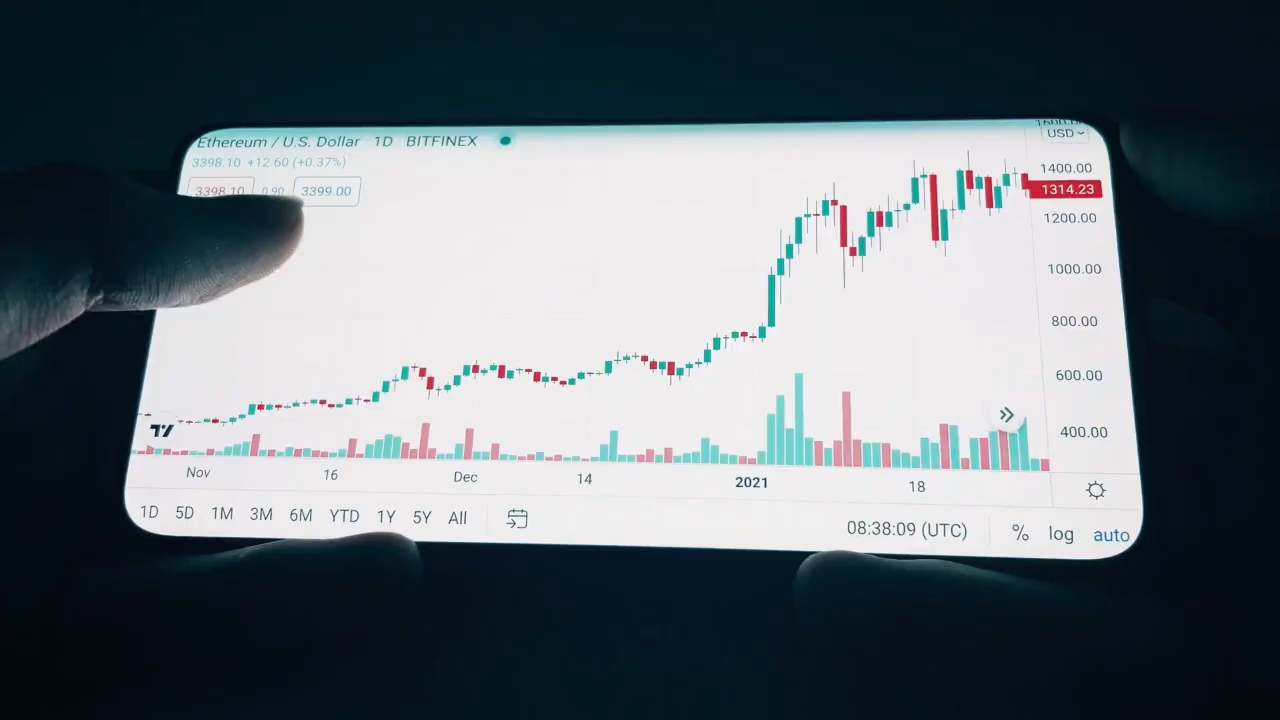 Ethereum / U.S. Dollar 1D BITFINEX
3398.10 +12.60 (+0.37%)
3398.10 0.90 3399.00
USD
1400.00
1314.23
1200.00
1000.00
800.00
600.00
400.00
Nov 16 Dec 14 2021 18
1D 5D 1M 3M 6M YTD 1Y 5Y All
08:38:09 (UTC) % log auto